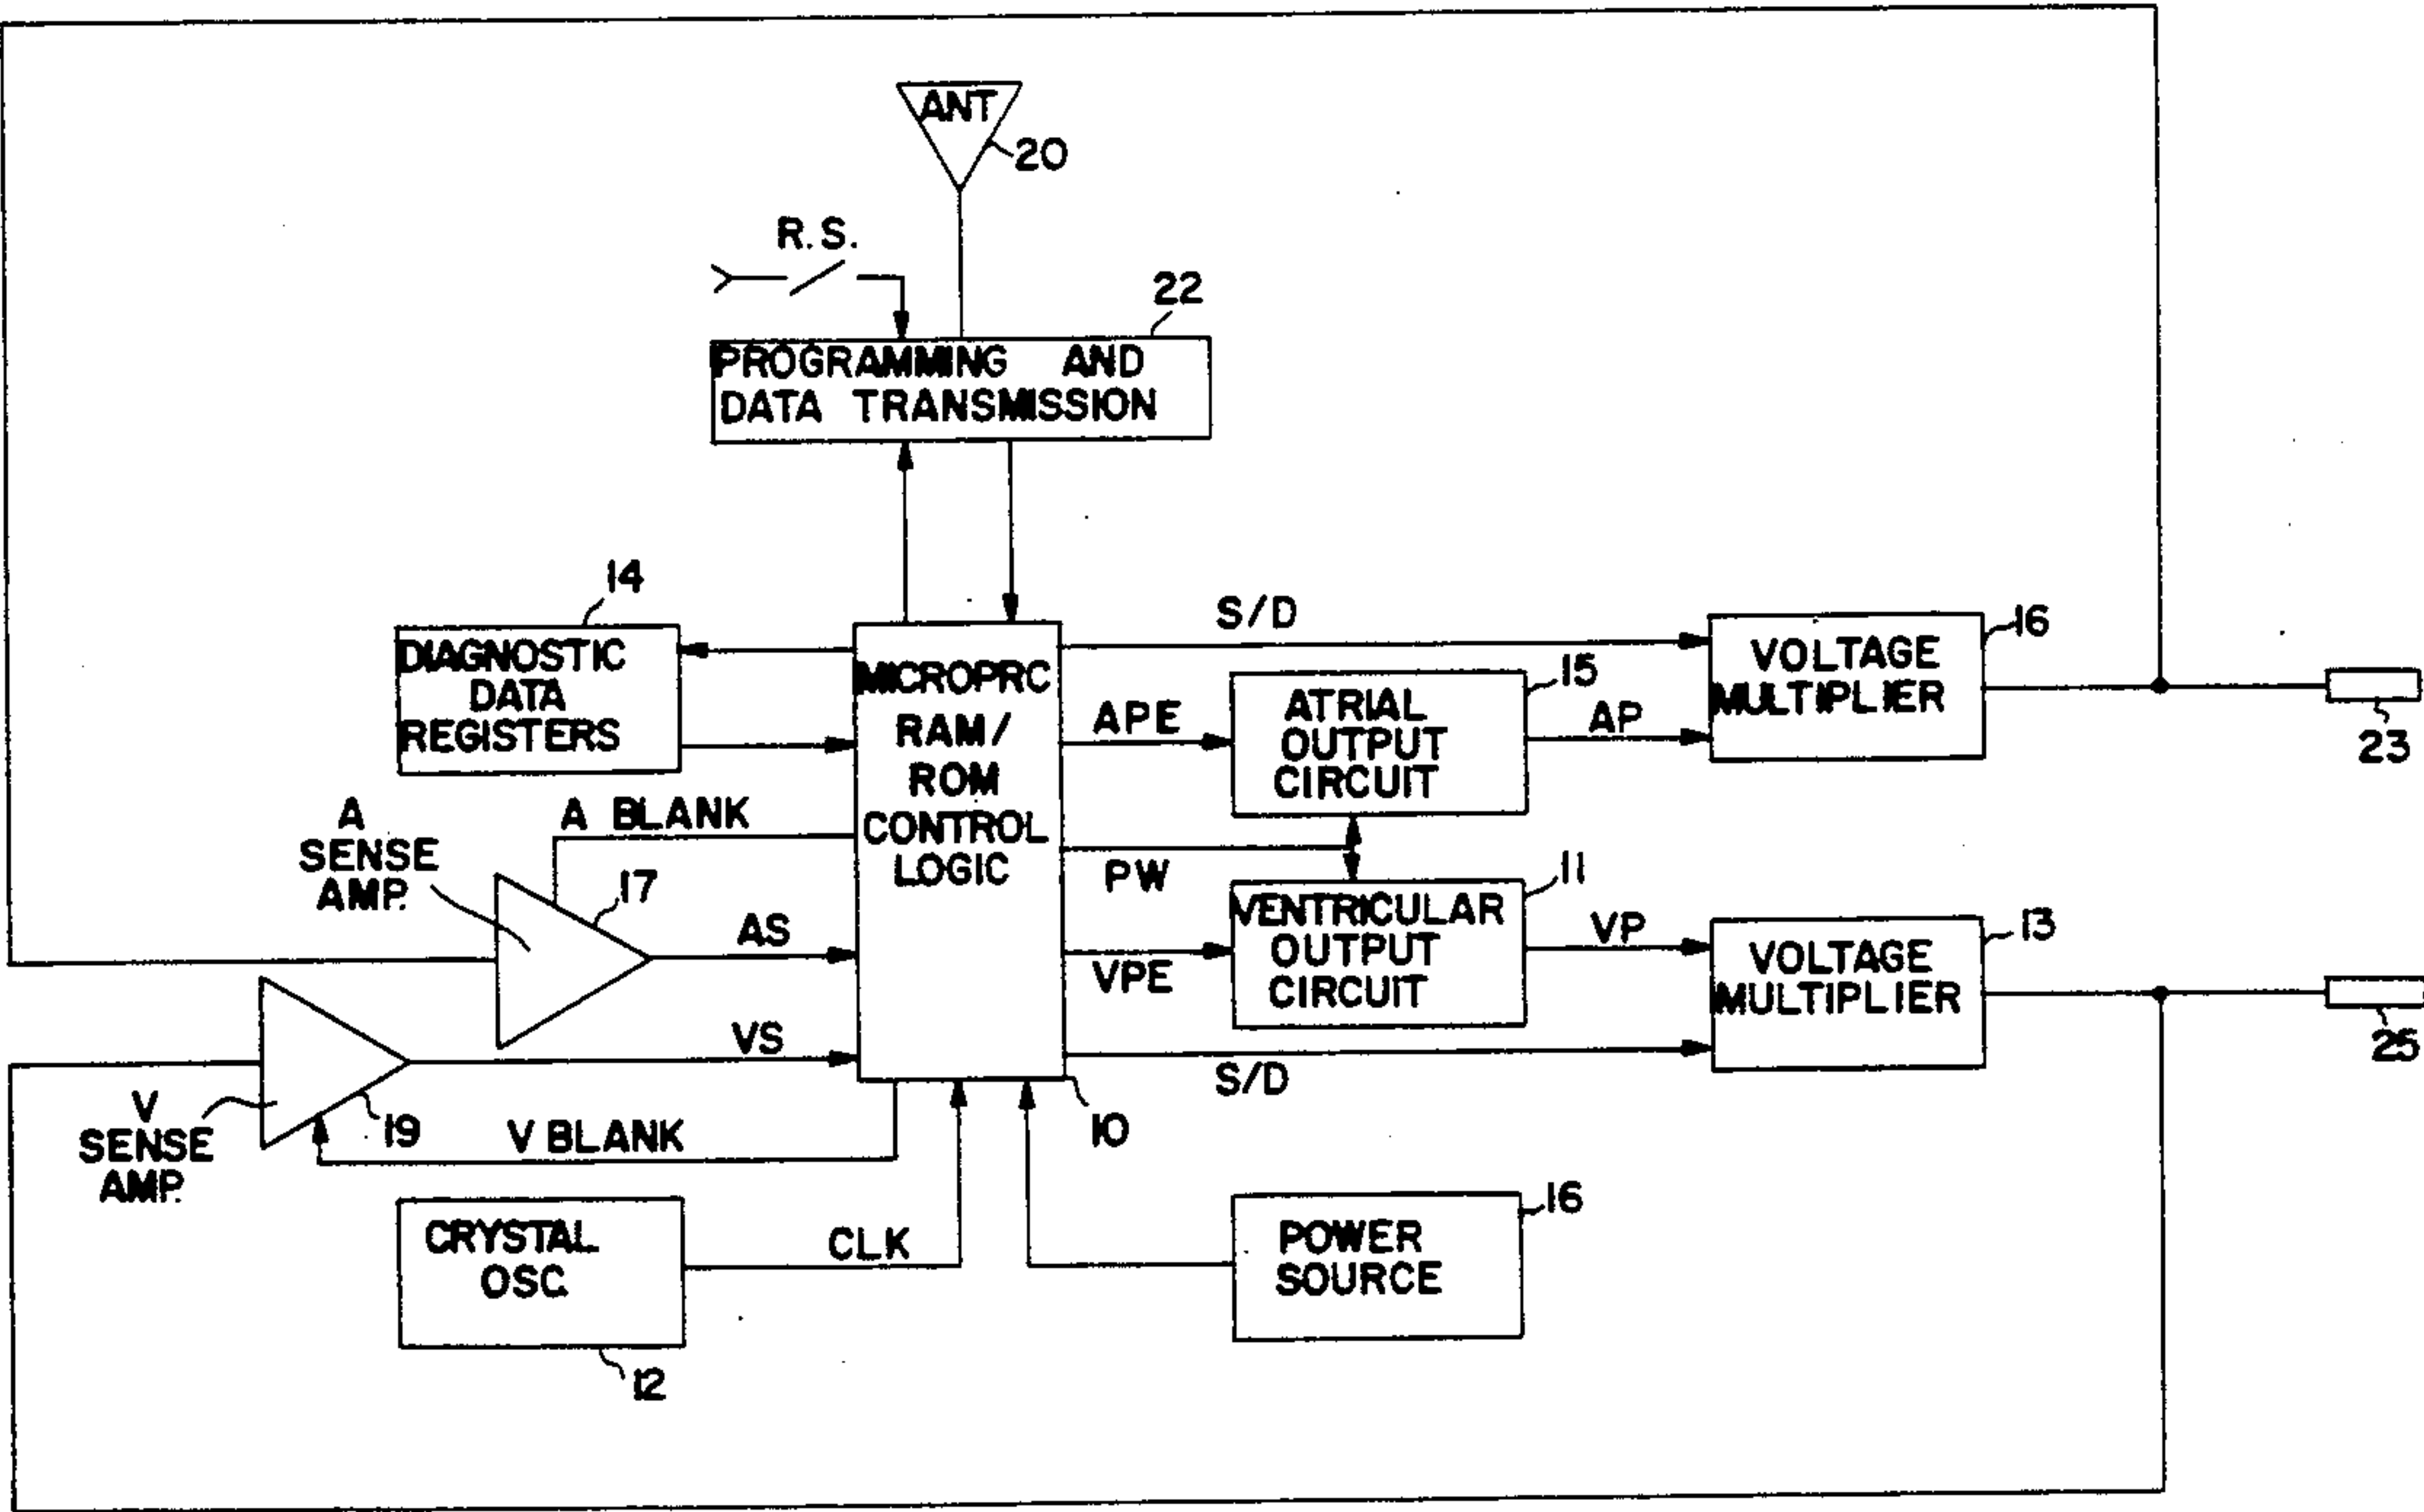 ANT
20
R.S.
22
PROGRAMMING AND
DATA TRANSMISSION
14
DIAGNOSTIC
DATA
REGISTERS
MICROPRC
RAM/
ROM
CONTROL
LOGIC
10
S/D
APE
ATRIAL
OUTPUT
CIRCUIT
15
AP
VOLTAGE
MULTIPLIER
16
23
A BLANK
A
SENSE
AMP.
17
AS
PW
VENTRICULAR
OUTPUT
CIRCUIT
11
VPE
VP
VOLTAGE
MULTIPLIER
13
25
VS
S/D
V
SENSE
AMP.
19
V BLANK
CRYSTAL
OSC.
12
CLK
POWER
SOURCE
16